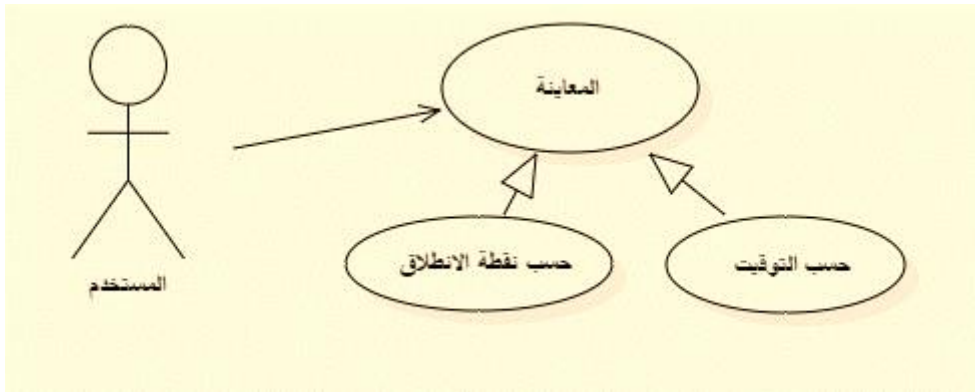 المعاينة
حسب نقطة الانطلاق
حسب التوقيت
المستخدم